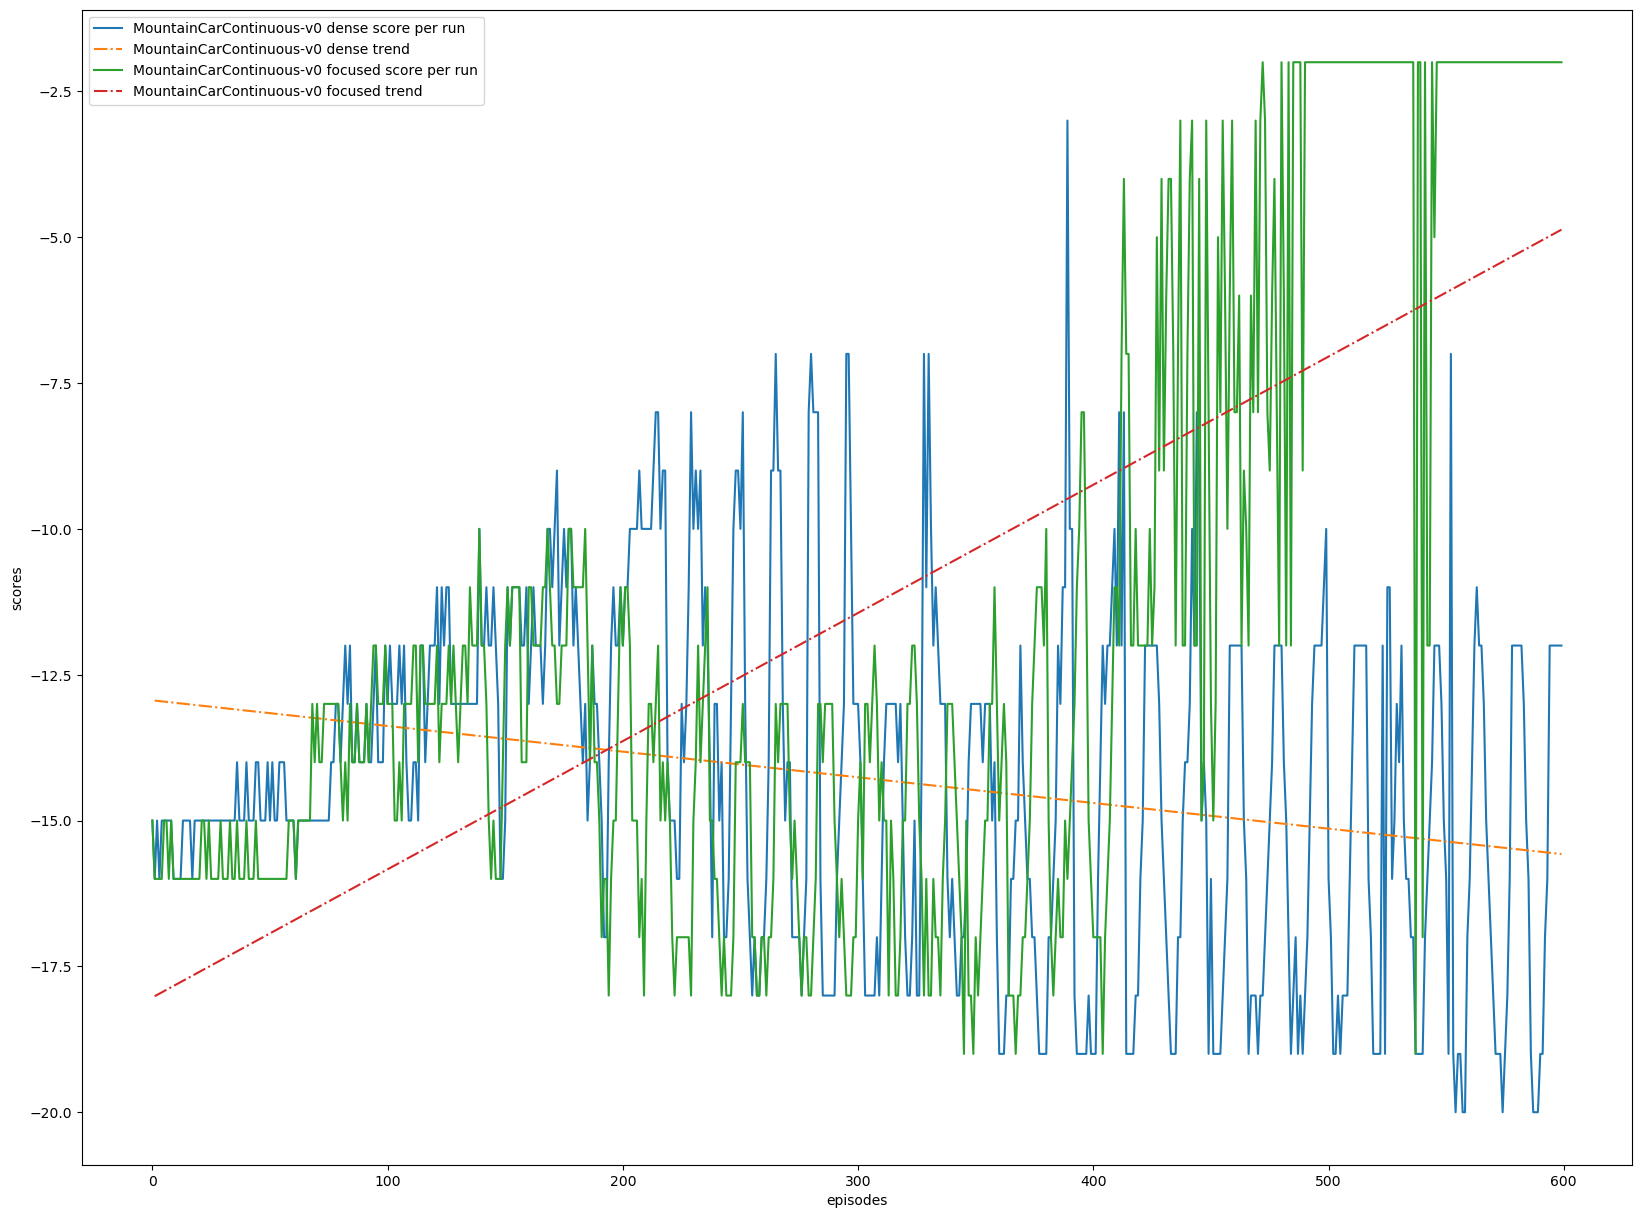 MountainCarContinuous-v0 dense score per run
MountainCarContinuous-v0 dense trend
MountainCarContinuous-v0 focused score per run
MountainCarContinuous-v0 focused trend
−2.5
−5.0
−7.5
−10.0
−12.5
−15.0
−17.5
−20.0
scores
0 100 200 300 400 500 600
episodes